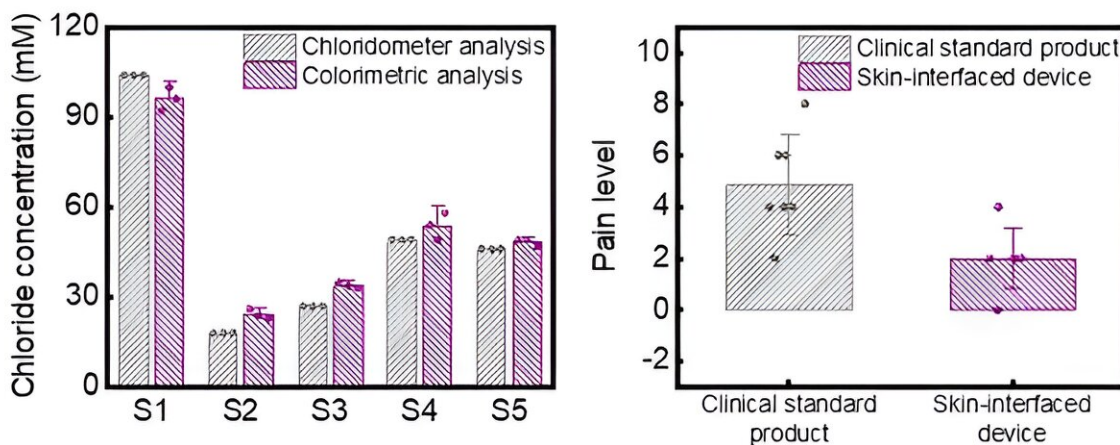 Chloride concentration (mM)
120
90
60
30
0
Chloridometer analysis
Colorimetric analysis
S1 S2 S3 S4 S5
Pain level
10
8
6
4
2
0
-2
Clinical standard product
Skin-interfaced device
Clinical standard
product
Skin-interfaced
device